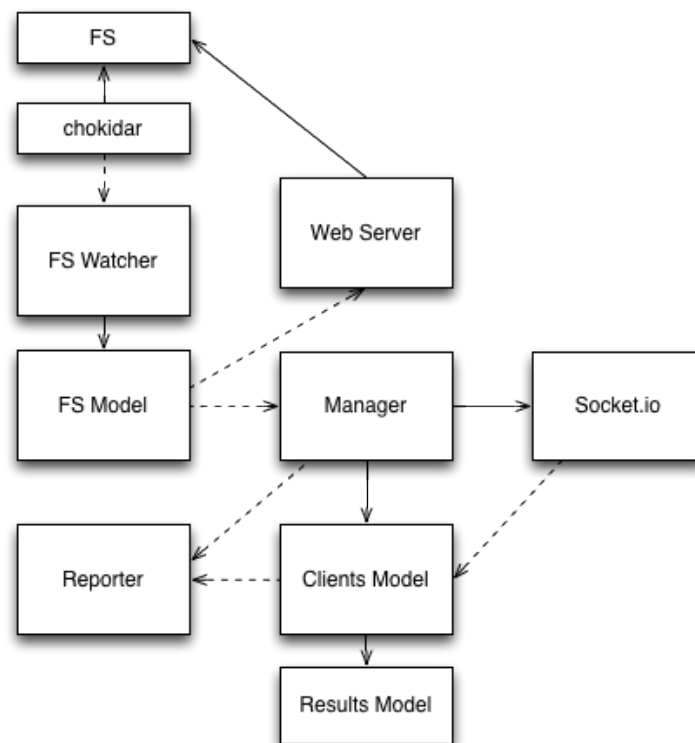 FS
chokidar
FS Watcher
Web Server
FS Model
Manager
Socket.io
Reporter
Clients Model
Results Model